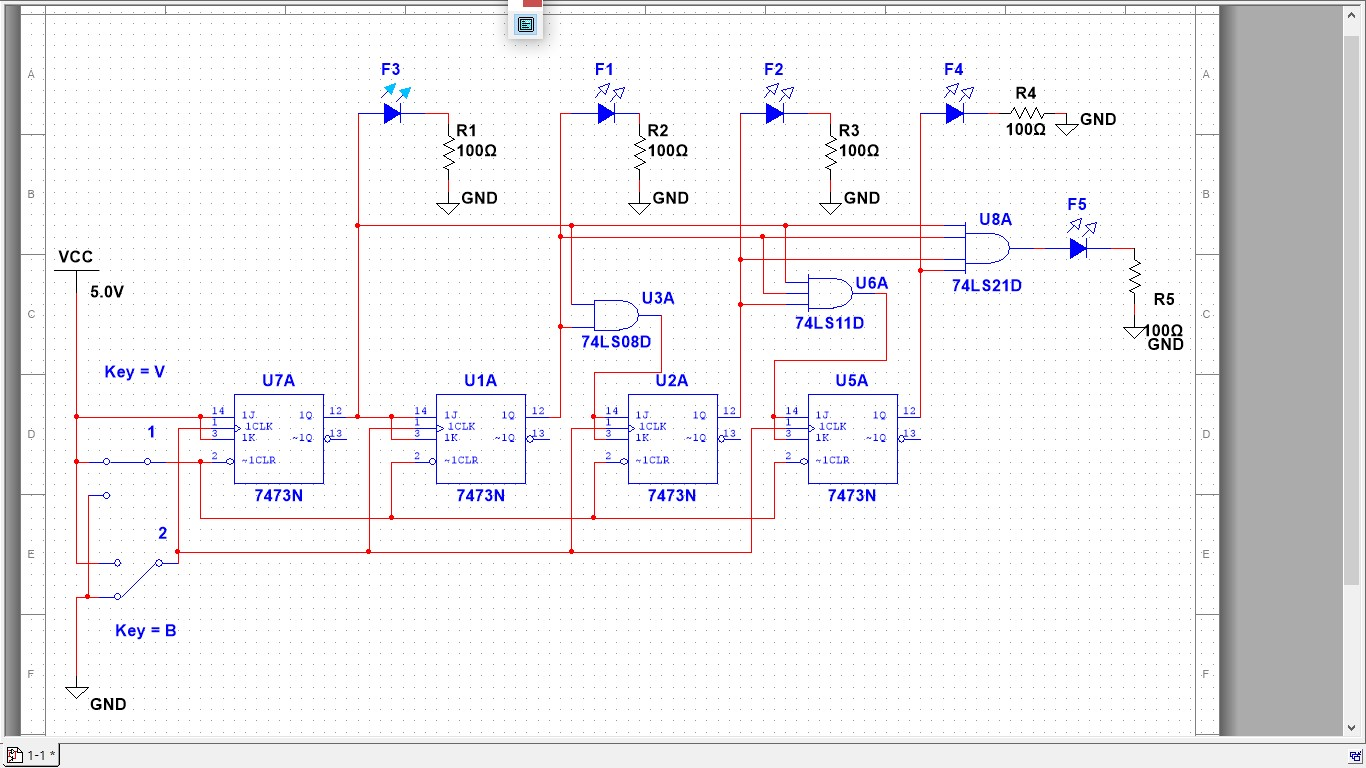 F3 F1 F2 F4
R4
A A
100Ω GND
R1 R2 R3
100Ω 100Ω 100Ω
B B
GND GND GND
F5
U8A
VCC
74LS21D
5.0V U6A
U3A R5
C C
74LS11D
100Ω
74LS08D GND
Key = V
U7A U1A U2A U5A
14 1J 1Q 12 14 1J 1Q 12 14 1J 1Q 12 14 1J 1Q 12
1 1CLK 1 1CLK 1 1CLK 1 1CLK
3 1K ~1Q 13 3 1K ~1Q 13 3 1K ~1Q 13 3 1K ~1Q 13
D 1 D
2 ~1CLR 2 ~1CLR 2 ~1CLR 2 ~1CLR
7473N 7473N 7473N 7473N
2
E E
Key = B
F F
GND
1-1 *